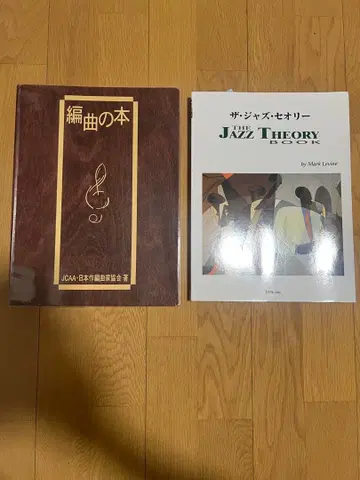 編曲の本
JCAA・日本作編曲家協会 著
ザ・ジャズ・セオリー
THE
JAZZ THEORY
BOOK
by Mark Levine